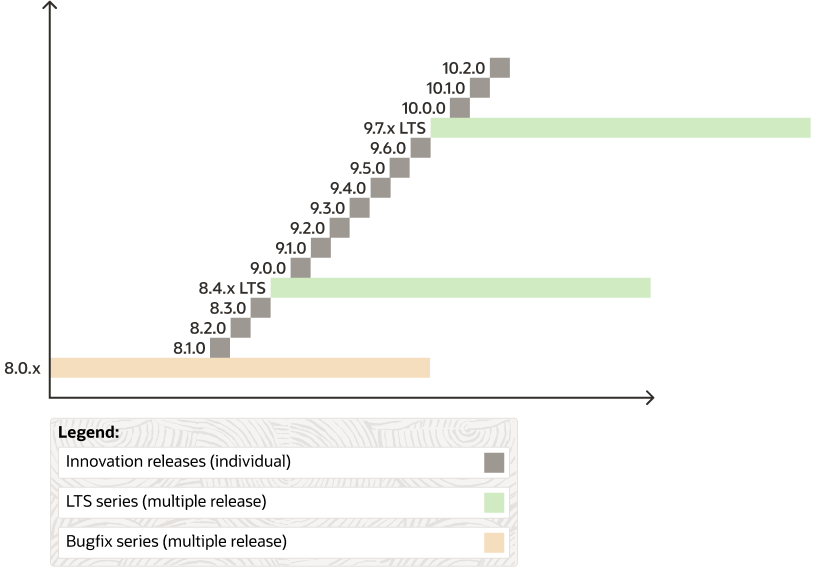 10.2.0
10.1.0
10.0.0
9.7.x LTS
9.6.0
9.5.0
9.4.0
9.3.0
9.2.0
9.1.0
9.0.0
8.4.x LTS
8.3.0
8.2.0
8.1.0
8.0.x
Legend:
Innovation releases (individual)
LTS series (multiple release)
Bugfix series (multiple release)